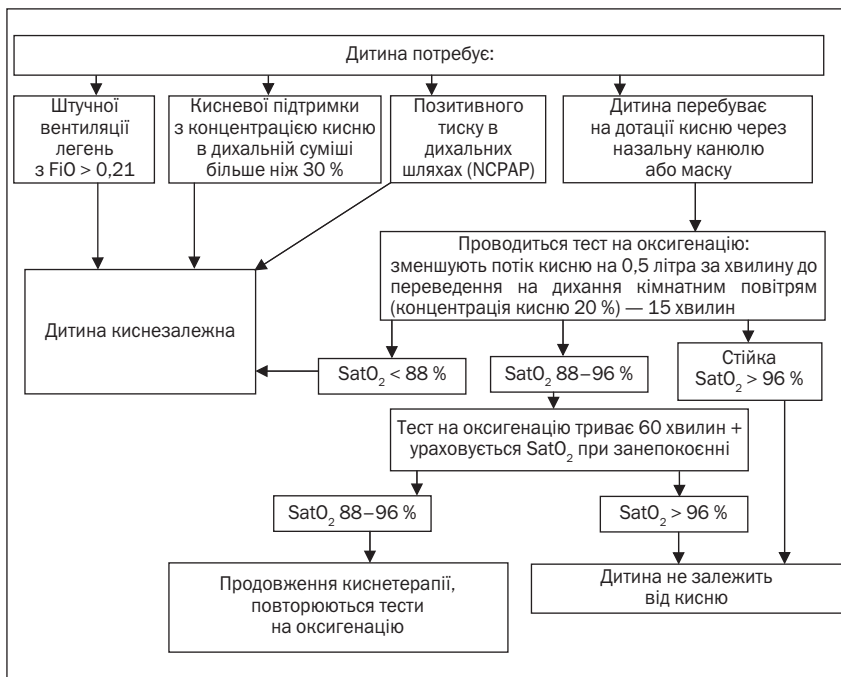 Дитина потребує:
Штучної
вентиляції
легень
з FiO > 0,21
Кисневої підтримки
з концентрацією кисню
в дихальній суміші
більше ніж 30 %
Позитивного
тиску в
дихальних
шляхах (NCPAP)
Дитина перебуває
на дотації кисню через
назальну канюлю
або маску
Проводиться тест на оксигенацію:
зменшують потік кисню на 0,5 літра за хвилину до
переведення на дихання кімнатним повітрям
(концентрація кисню 20 %) — 15 хвилин
Дитина киснезалежна
SatO₂ < 88 %
SatO₂ 88–96 %
Стійка
SatO₂ > 96 %
Тест на оксигенацію триває 60 хвилин +
ураховується SatO₂ при занепокоєнні
SatO₂ 88–96 %
SatO₂ > 96 %
Продовження киснетерапії,
повторюються тести
на оксигенацію
Дитина не залежить
від кисню